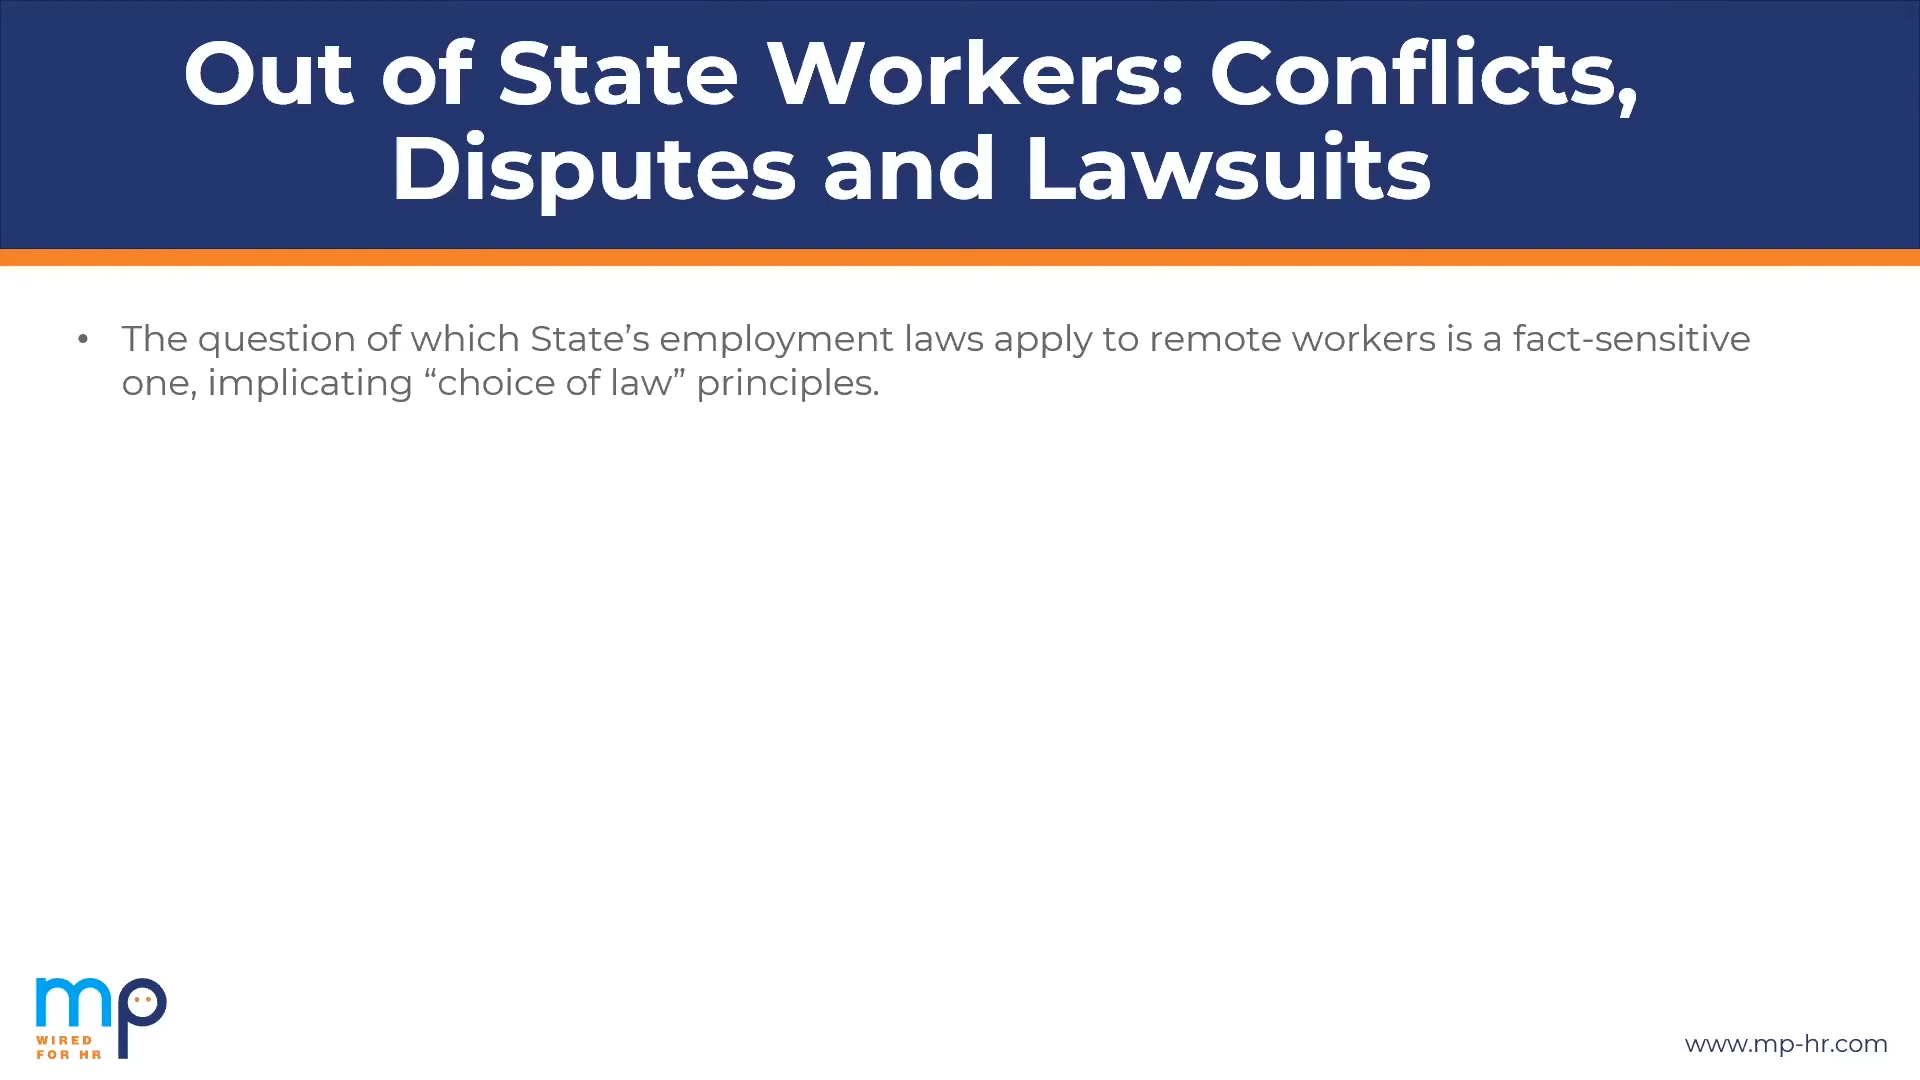 Out of State Workers: Conflicts,
Disputes and Lawsuits
• The question of which State’s employment laws apply to remote workers is a fact-sensitive
one, implicating “choice of law” principles.
mp
WIRED
FOR HR
www.mp-hr.com